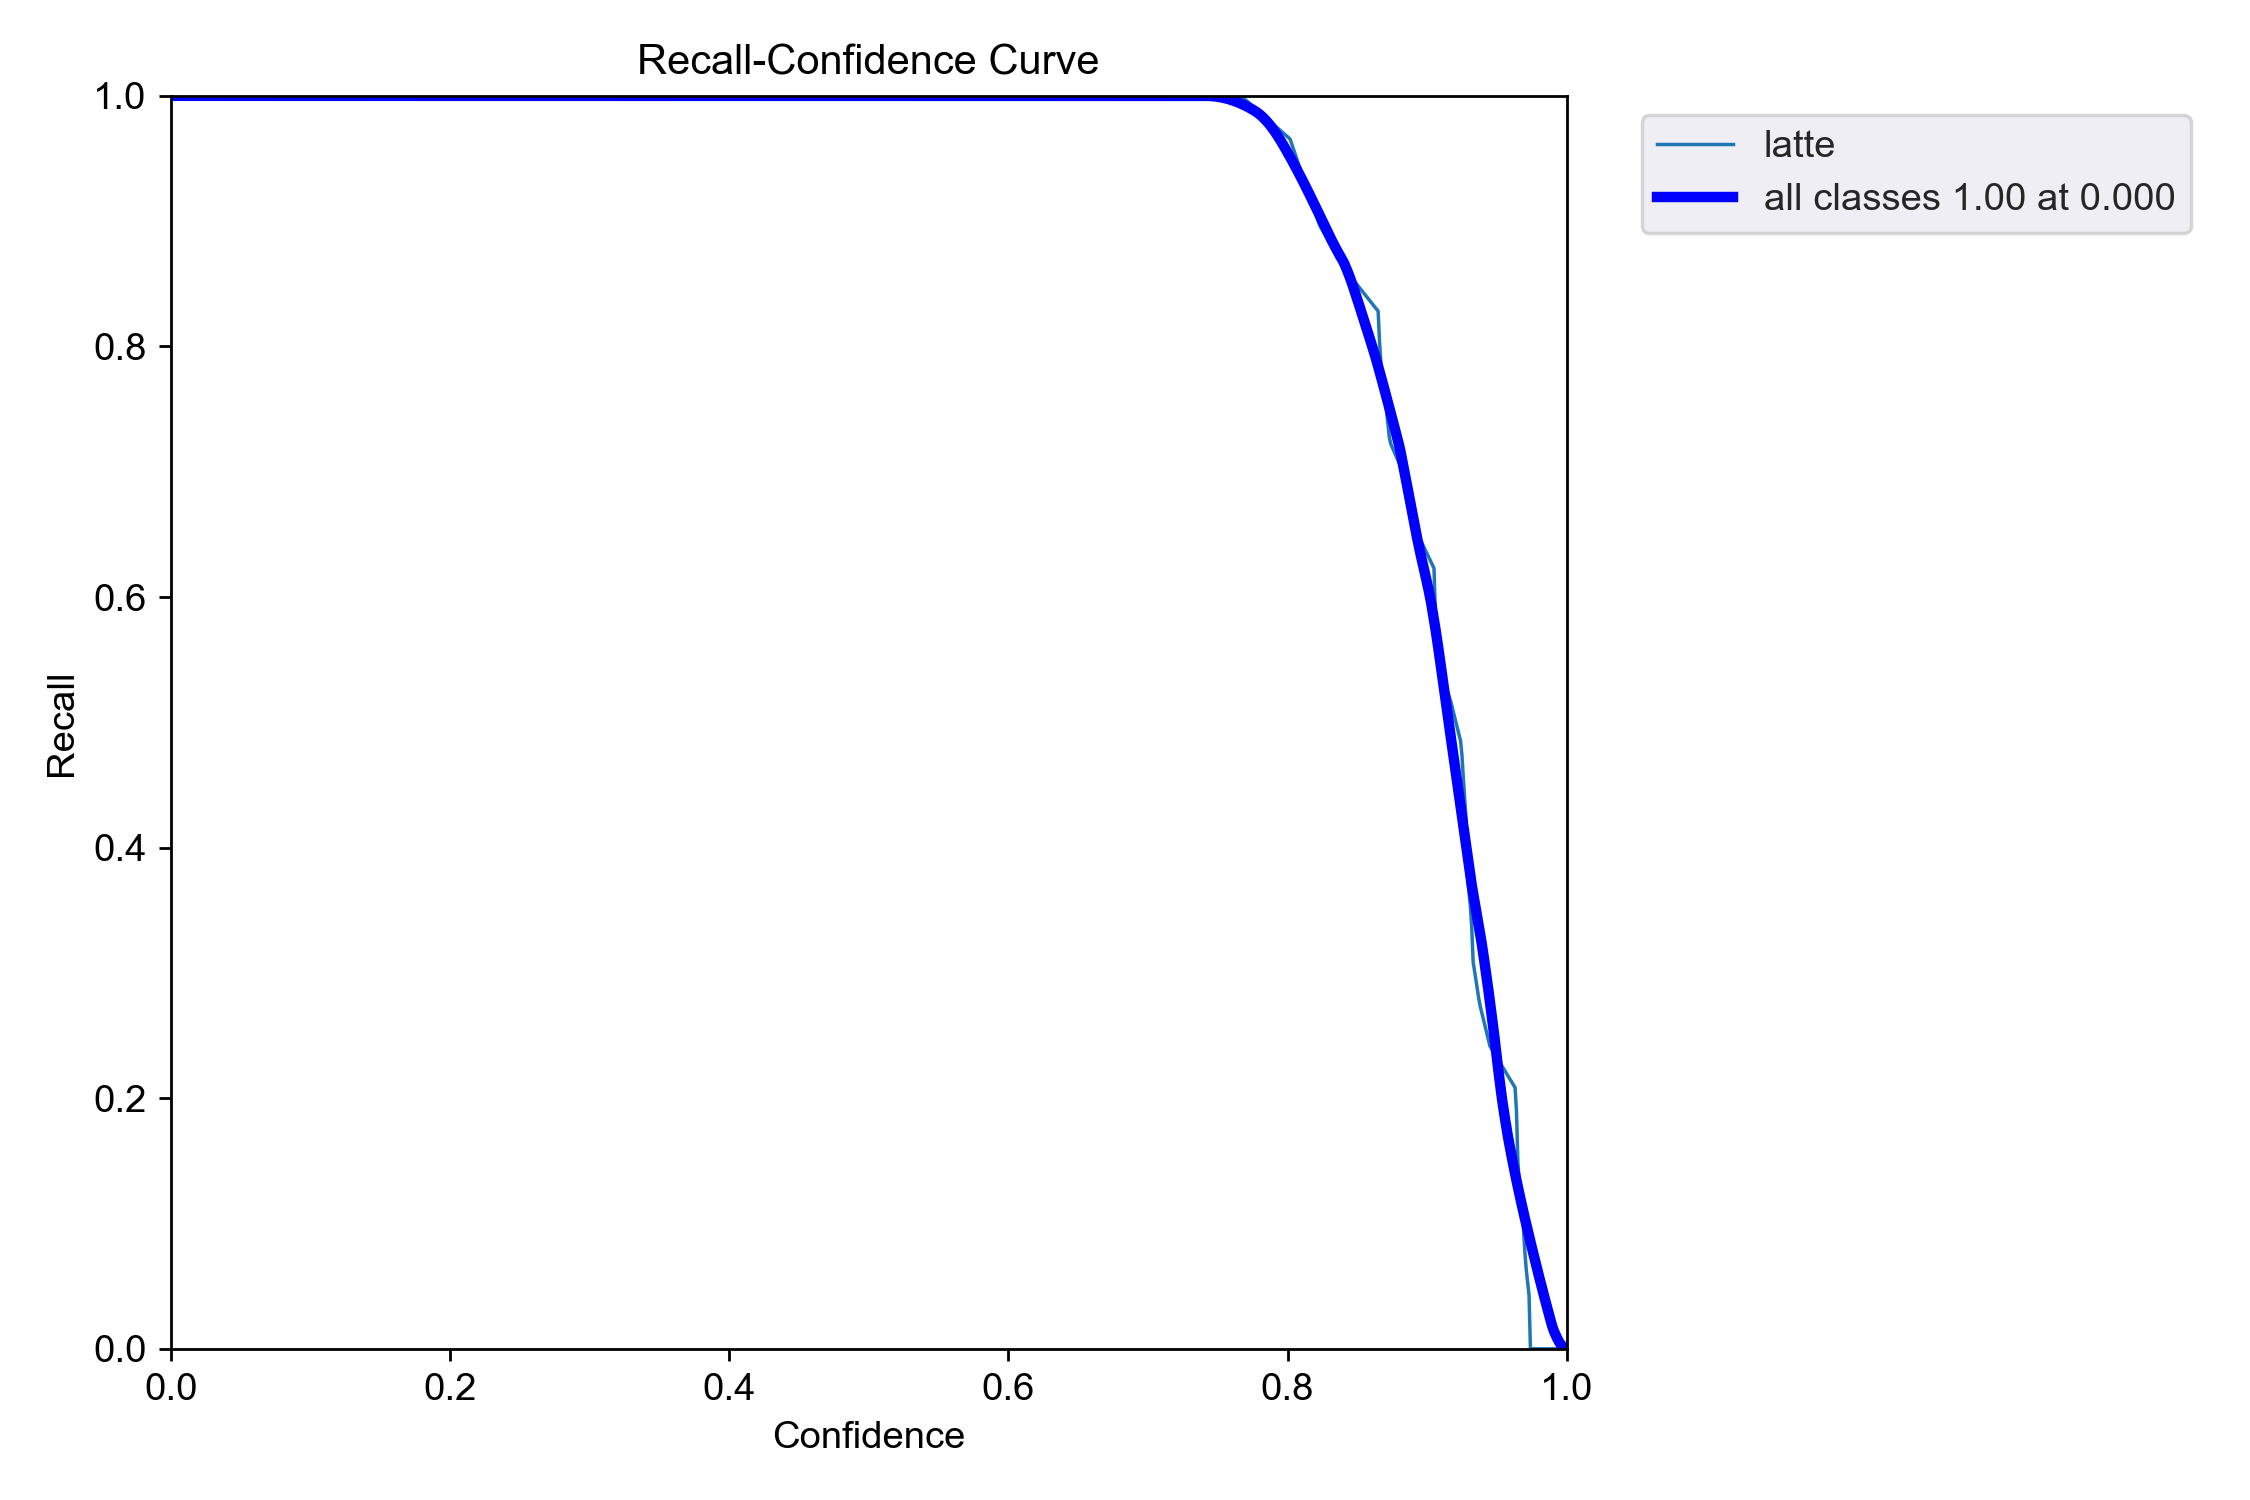 Recall-Confidence Curve
1.0
0.8
0.6
0.4
0.2
0.0
Recall
0.0 0.2 0.4 0.6 0.8 1.0
Confidence
latte
all classes 1.00 at 0.000